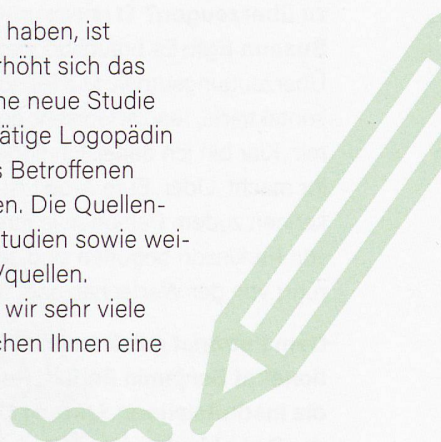 haben, ist
rhöht sich das
ne neue Studie
ätige Logopädin
s Betroffenen
en. Die Quellen-
tudien sowie wei-
/quellen.
wir sehr viele
chen Ihnen eine